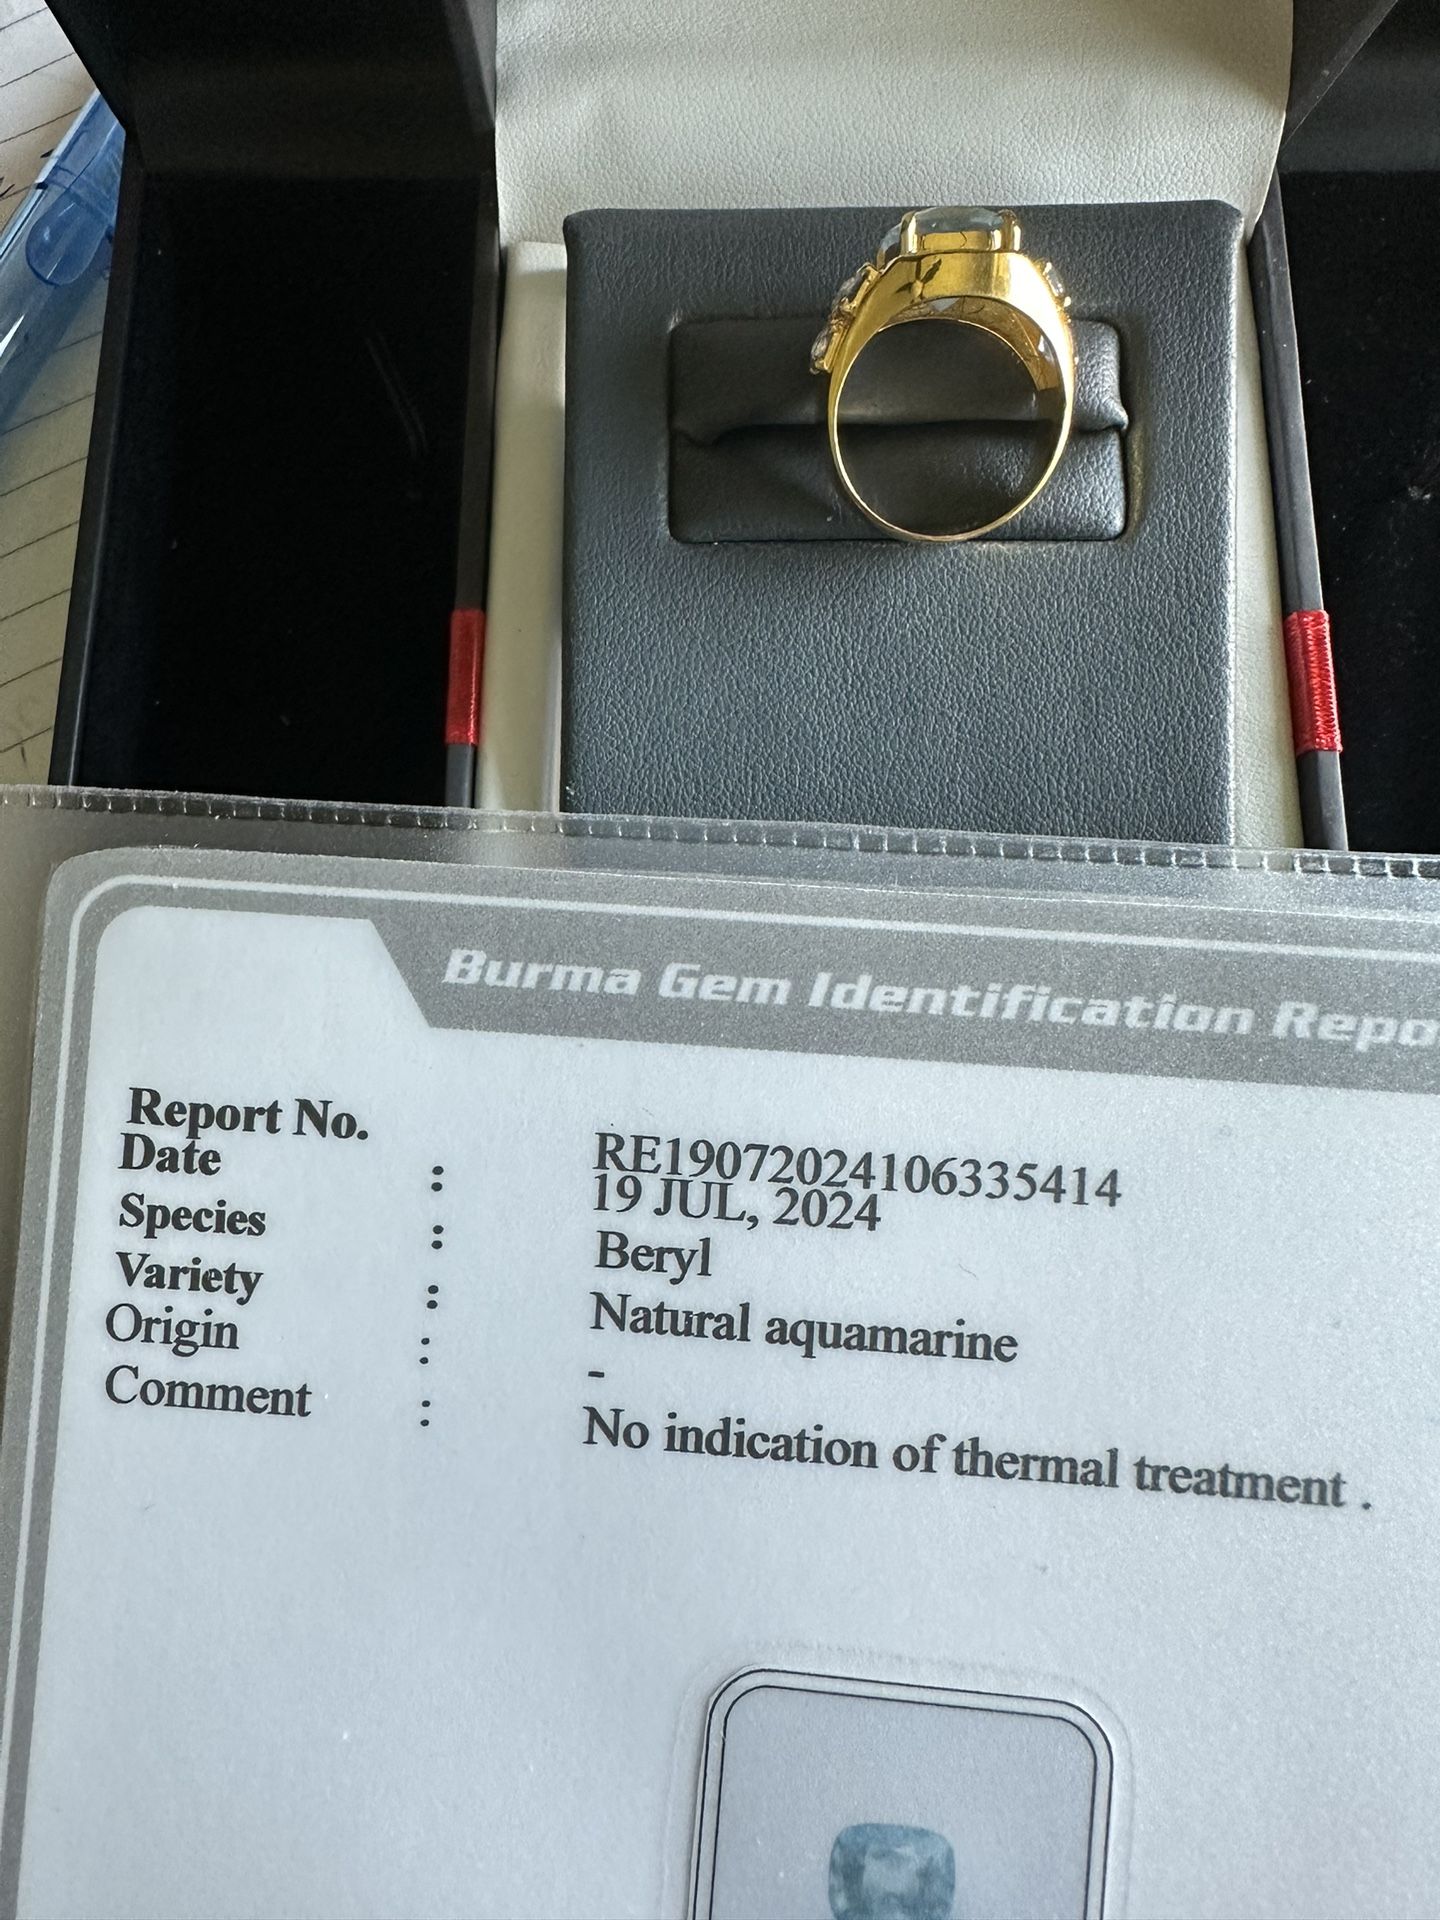 Burma Gem Identification
Report No. : RE19072024106335414
Date : 19 JUL, 2024
Species : Beryl
Variety : Natural aquamarine
Origin : -
Comment : No indication of thermal treatment .